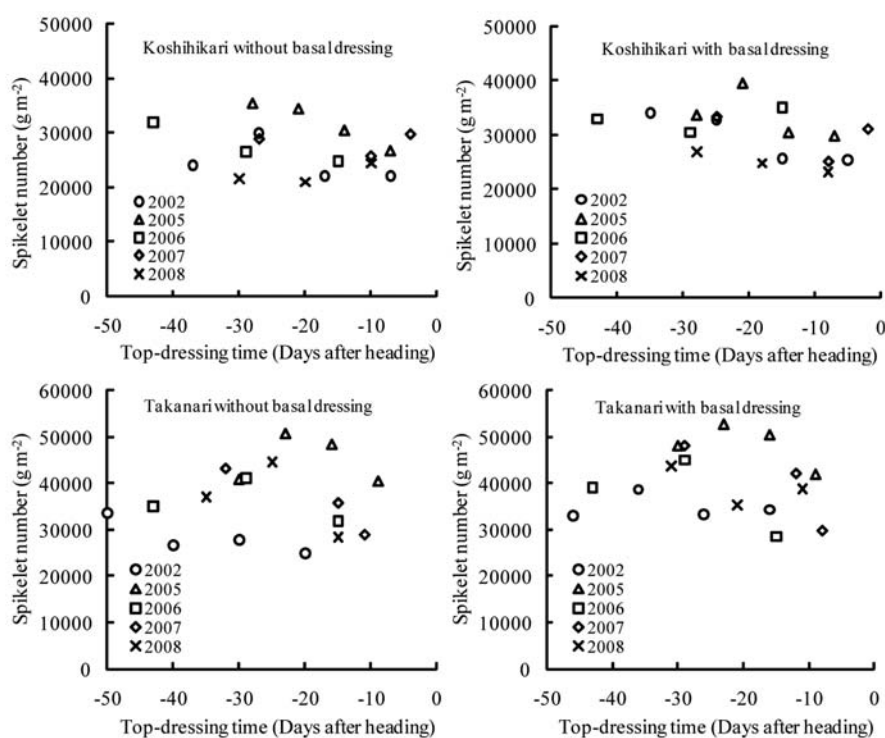 Koshihikari without basal dressing
Spikelet number (g m-2)
50000
40000
30000
20000
10000
0
2002
2005
2006
2007
2008
-50 -40 -30 -20 -10 0
Top-dressing time (Days after heading)
Koshihikari with basal dressing
Spikelet number (g m-2)
50000
40000
30000
20000
10000
0
2002
2005
2006
2007
2008
-50 -40 -30 -20 -10 0
Top-dressing time (Days after heading)
Takanari without basal dressing
Spikelet number (g m-2)
60000
50000
40000
30000
20000
10000
0
2002
2005
2006
2007
2008
-50 -40 -30 -20 -10 0
Top-dressing time (Days after heading)
Takanari with basal dressing
Spikelet number (g m-2)
60000
50000
40000
30000
20000
10000
0
2002
2005
2006
2007
2008
-50 -40 -30 -20 -10 0
Top-dressing time (Days after heading)